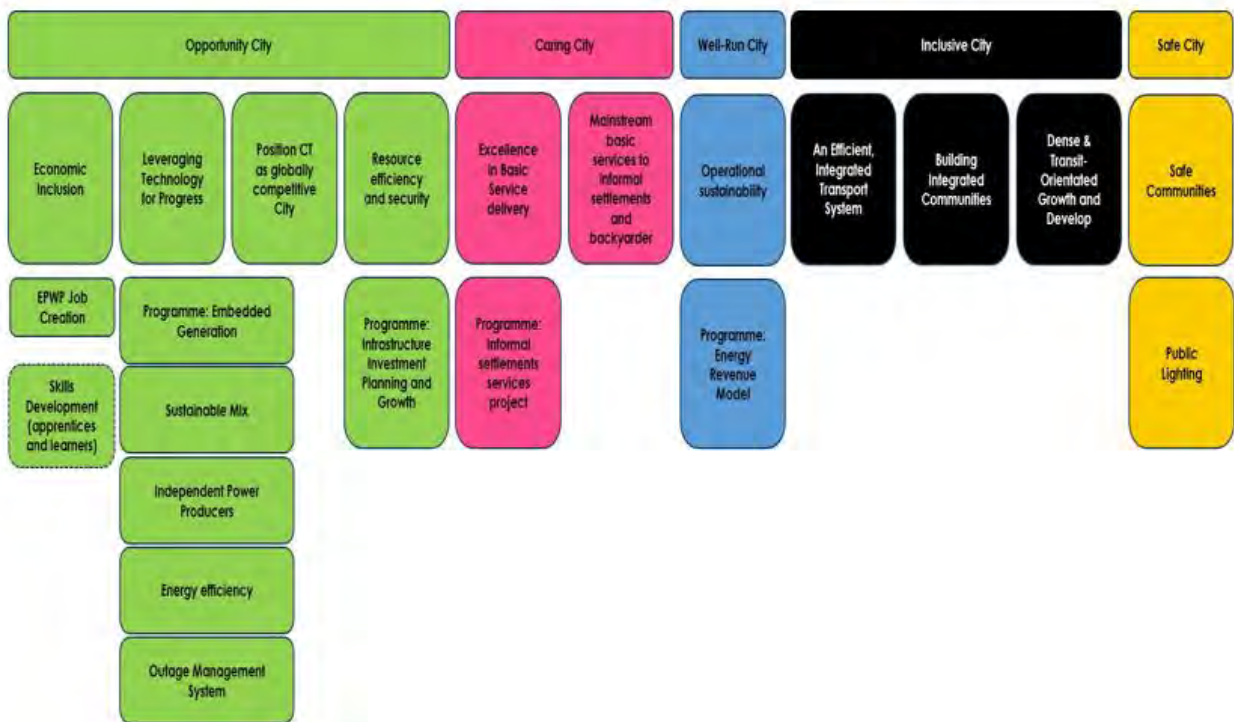 Opportunity City
Caring City
Well-Run City
Inclusive City
Safe City
Economic
Inclusion
Leveraging
Technology
for Progress
Position CT
as globally
competitive
City
Resource
efficiency
and security
Excellence
in Basic
Service
delivery
Mainstream
basic
services to
informal
settlements
and
backyarder
Operational
sustainability
An Efficient,
Integrated
Transport
System
Building
Integrated
Communities
Dense &
Transit-
Orientated
Growth and
Develop
Safe
Communities
EPWP Job
Creation
Programme: Embedded
Generation
Programme:
Infrastructure
Investment
Planning and
Growth
Programme:
Informal
settlements
services
project
Programme:
Energy
Revenue
Model
Public
Lighting
Skills
Development
(apprentices
and learners)
Sustainable Mix
Independent Power
Producers
Energy efficiency
Outage Management
System